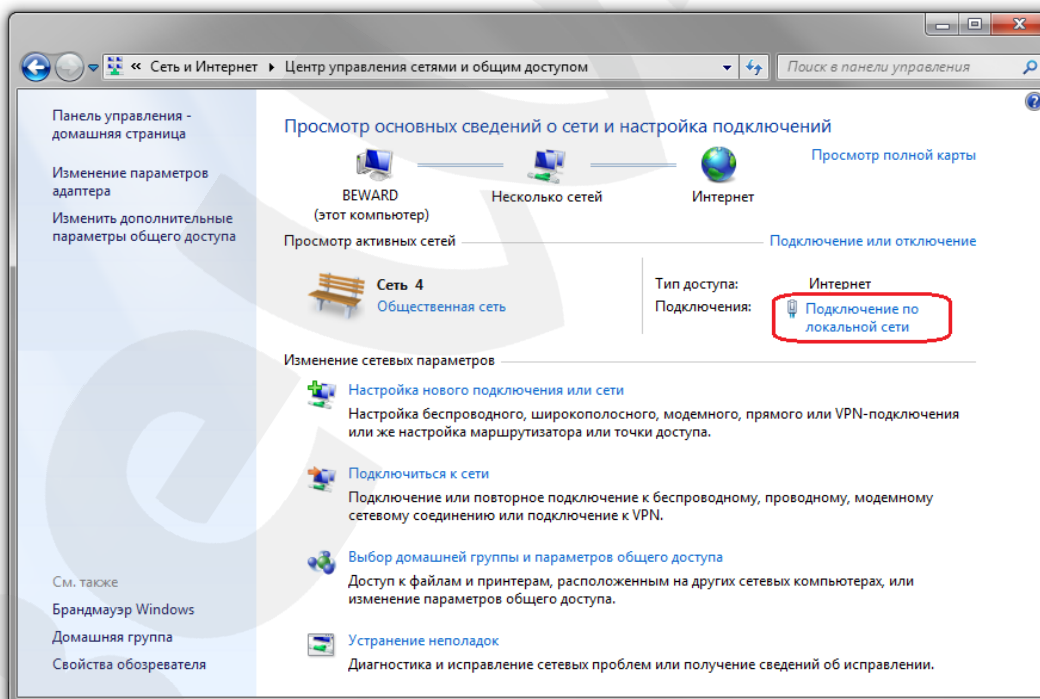 « Сеть и Интернет ▸ Центр управления сетями и общим доступом
Поиск в панели управления
Панель управления -
домашняя страница
Изменение параметров
адаптера
Изменить дополнительные
параметры общего доступа
Просмотр основных сведений о сети и настройка подключений
Просмотр полной карты
BEWARD
(этот компьютер)
Несколько сетей
Интернет
Просмотр активных сетей
Подключение или отключение
Сеть 4
Общественная сеть
Тип доступа: Интернет
Подключения: Подключение по
локальной сети
Изменение сетевых параметров
Настройка нового подключения или сети
Настройка беспроводного, широкополосного, модемного, прямого или VPN-подключения
или же настройка маршрутизатора или точки доступа.
Подключиться к сети
Подключение или повторное подключение к беспроводному, проводному, модемному
сетевому соединению или подключение к VPN.
Выбор домашней группы и параметров общего доступа
Доступ к файлам и принтерам, расположенным на других сетевых компьютерах, или
изменение параметров общего доступа.
Устранение неполадок
Диагностика и исправление сетевых проблем или получение сведений об исправлении.
См. также
Брандмауэр Windows
Домашняя группа
Свойства обозревателя